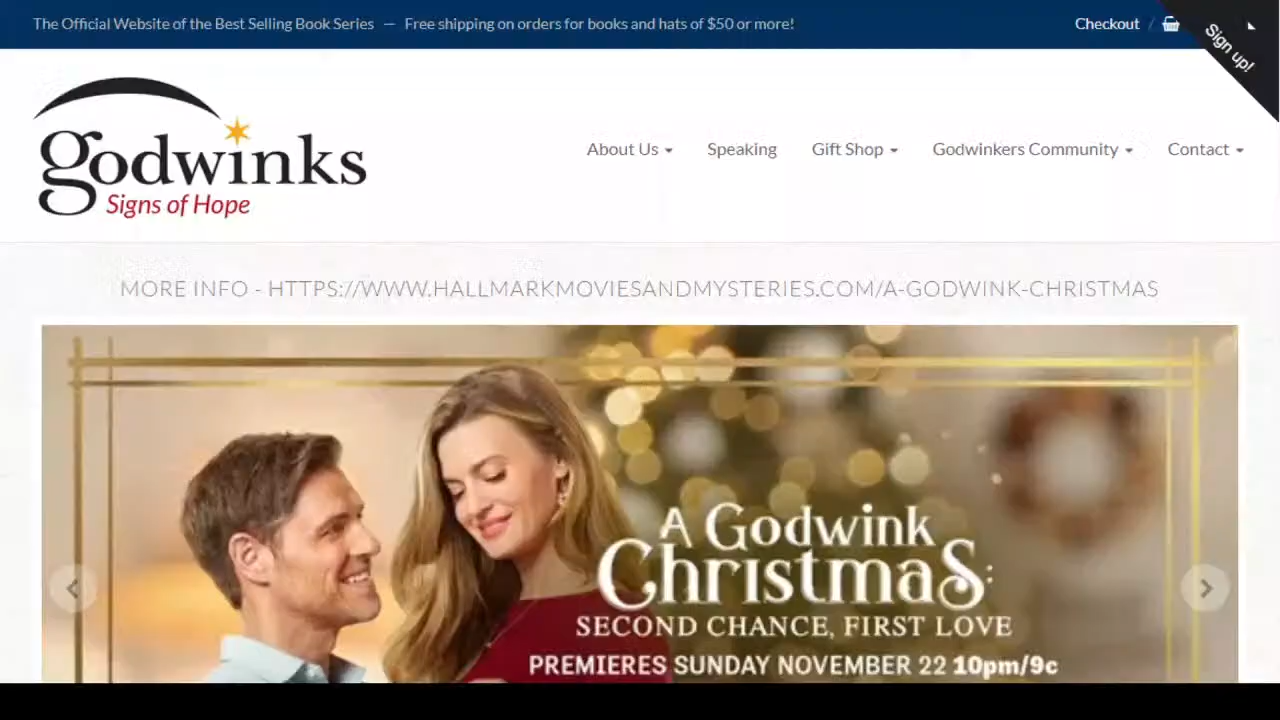 The Official Website of the Best Selling Book Series — Free shipping on orders for books and hats of $50 or more!
Checkout /
Sign up!
godwinks
Signs of Hope
About Us
Speaking
Gift Shop
Godwinkers Community
Contact
MORE INFO - HTTPS://WWW.HALLMARKMOVIESANDMYSTERIES.COM/A-GODWINK-CHRISTMAS
A Godwink
Christmas:
SECOND CHANCE, FIRST LOVE
PREMIERES SUNDAY NOVEMBER 22 10pm/9c